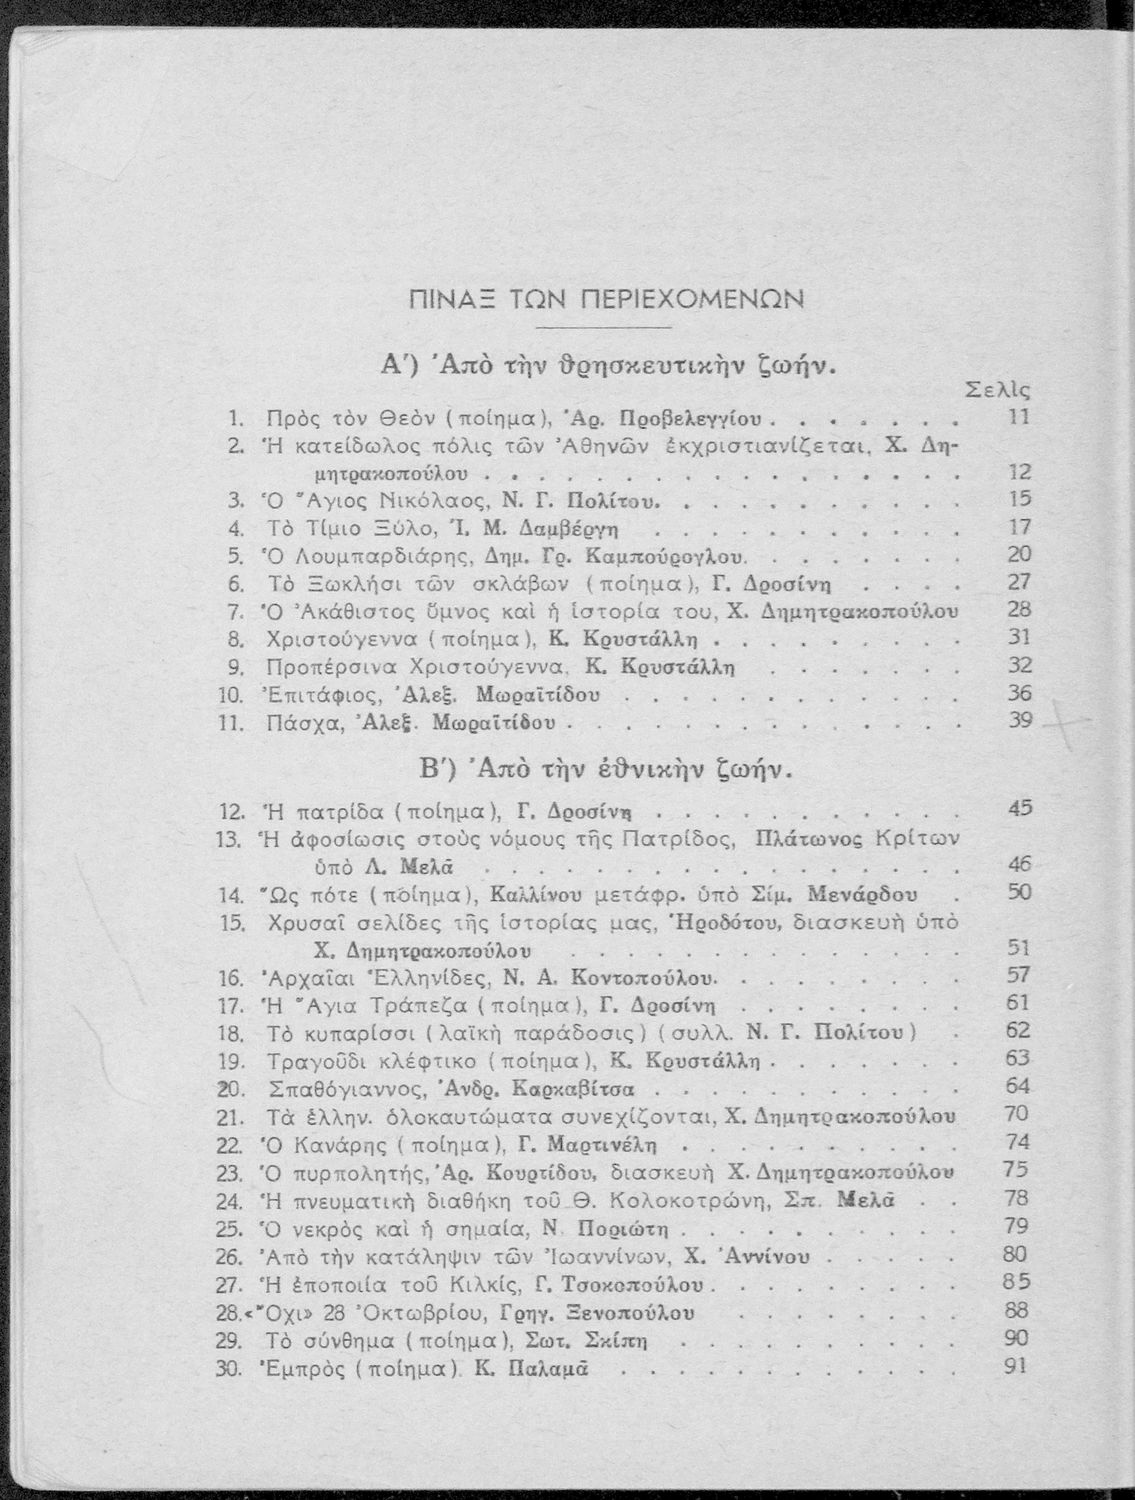 ΠΙΝΑΞ ΤΩΝ ΠΕΡΙΕΧΟΜΕΝΩΝ
Α′) Ἀπὸ τὴν θρησκευτικὴν ζωήν.
Σελὶς
1. Πρὸς τὸν Θεὸν (ποίημα), Ἀρ. Προβελεγγίου . . . . . . . 11
2. Ἡ κατείδωλος πόλις τῶν Ἀθηνῶν ἐκχριστιανίζεται, Χ. Δη-
μητρακοπούλου . . . . . . . . . . . . . . . . . 12
3. Ὁ Ἅγιος Νικόλαος, Ν. Γ. Πολίτου. . . . . . . . . . . 15
4. Τὸ Τίμιο Ξύλο, Ἰ. Μ. Δαμβέργη . . . . . . . . . . . 17
5. Ὁ Λουμπαρδιάρης, Δημ. Γρ. Καμπούρογλου. . . . . . . . 20
6. Τὸ Ξωκλήσι τῶν σκλάβων (ποίημα), Γ. Δροσίνη . . . . 27
7. Ὁ Ἀκάθιστος ὕμνος καὶ ἡ ἱστορία του, Χ. Δημητρακοπούλου 28
8. Χριστούγεννα (ποίημα), Κ. Κρυστάλλη . . . . . . . . . 31
9. Προπέρσινα Χριστούγεννα, Κ. Κρυστάλλη . . . . . . . 32
10. Ἐπιτάφιος, Ἀλεξ. Μωραϊτίδου . . . . . . . . . . . . 36
11. Πάσχα, Ἀλεξ. Μωραϊτίδου . . . . . . . . . . . . . . 39
Β′) Ἀπὸ τὴν ἐθνικὴν ζωήν.
12. Ἡ πατρίδα (ποίημα), Γ. Δροσίνη . . . . . . . . . . . 45
13. Ἡ ἀφοσίωσις στοὺς νόμους τῆς Πατρίδος, Πλάτωνος Κρίτων
ὑπὸ Λ. Μελᾶ . . . . . . . . . . . . . . . . . 46
14. Ὣς πότε (ποίημα), Καλλίνου μετάφρ. ὑπὸ Σίμ. Μενάρδου . 50
15. Χρυσαῖ σελίδες τῆς ἱστορίας μας, Ἡροδότου, διασκευὴ ὑπὸ
Χ. Δημητρακοπούλου . . . . . . . . . . . . . . 51
16. Ἀρχαῖαι Ἑλληνίδες, Ν. Α. Κοντοπούλου. . . . . . . . . 57
17. Ἡ Ἅγια Τράπεζα (ποίημα), Γ. Δροσίνη . . . . . . . 61
18. Τὸ κυπαρίσσι (λαϊκὴ παράδοσις) (συλλ. Ν. Γ. Πολίτου) . 62
19. Τραγοῦδι κλέφτικο (ποίημα), Κ. Κρυστάλλη . . . . . . . 63
20. Σπαθόγιαννος, Ἀνδρ. Καρκαβίτσα . . . . . . . . . . . 64
21. Τὰ ἑλλην. ὁλοκαυτώματα συνεχίζονται, Χ. Δημητρακοπούλου 70
22. Ὁ Κανάρης (ποίημα), Γ. Μαρτινέλη . . . . . . . . . . 74
23. Ὁ πυρπολητής, Ἀρ. Κουρτίδου, διασκευὴ Χ. Δημητρακοπούλου 75
24. Ἡ πνευματικὴ διαθήκη τοῦ Θ. Κολοκοτρώνη, Σπ. Μελᾶ . . 78
25. Ὁ νεκρὸς καὶ ἡ σημαία, Ν. Ποριώτη . . . . . . . . . . 79
26. Ἀπὸ τὴν κατάληψιν τῶν Ἰωαννίνων, Χ. Ἀννίνου . . . . . 80
27. Ἡ ἐποποιία τοῦ Κιλκίς, Γ. Τσοκοπούλου . . . . . . . . . 85
28. «Ὄχι» 28 Ὀκτωβρίου, Γρηγ. Ξενοπούλου . . . . . . . . 88
29. Τὸ σύνθημα (ποίημα), Σωτ. Σκίπη . . . . . . . . . . 90
30. Ἐμπρὸς (ποίημα). Κ. Παλαμᾶ . . . . . . . . . . . . 91